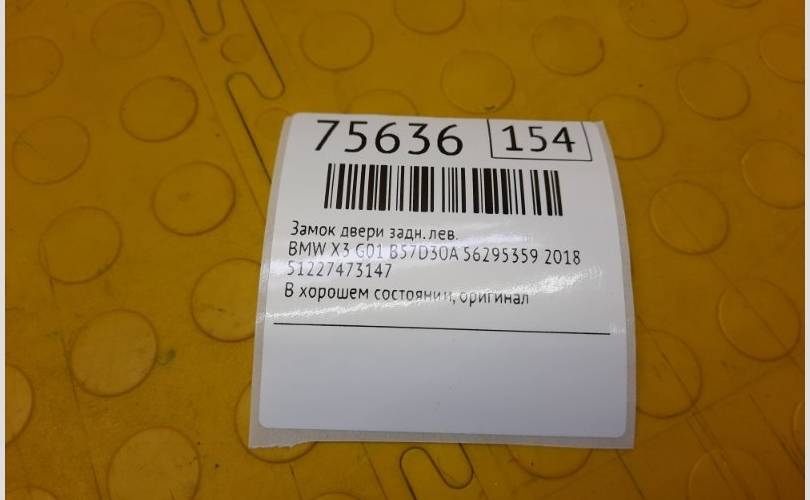 75636 154
Замок двери задн. лев.
BMW X3 G01 B57D30A 56295359 2018
51227473147
В хорошем состоянии, оригинал